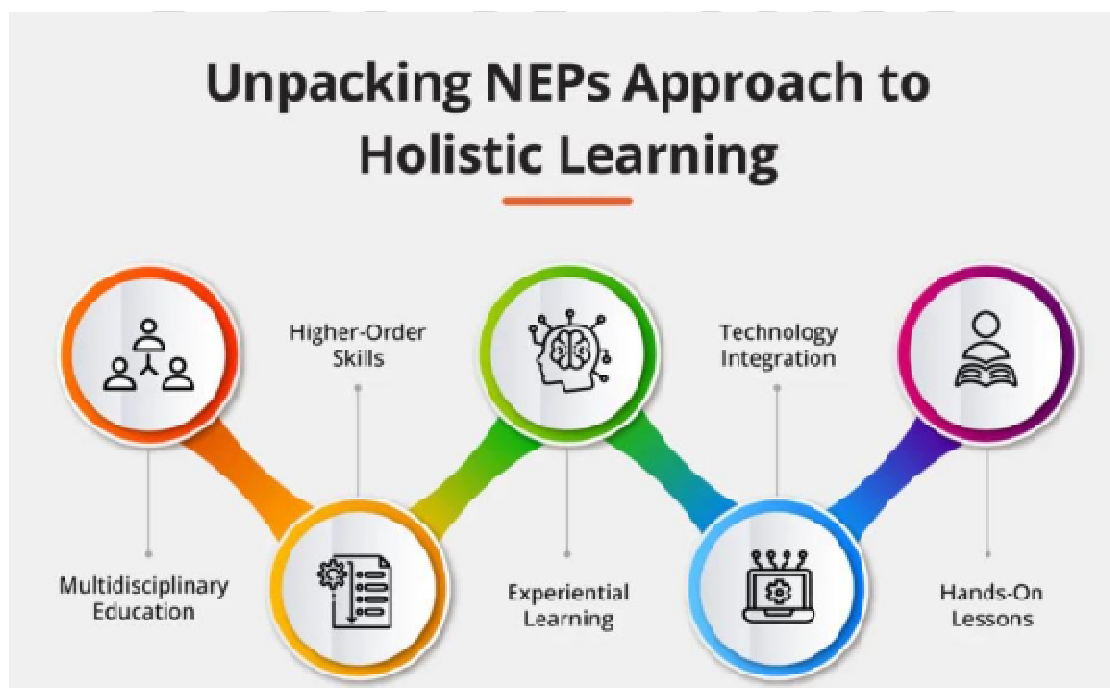 Unpacking NEPs Approach to
Holistic Learning
Higher-Order
Skills
Technology
Integration
Multidisciplinary
Education
Experiential
Learning
Hands-On
Lessons